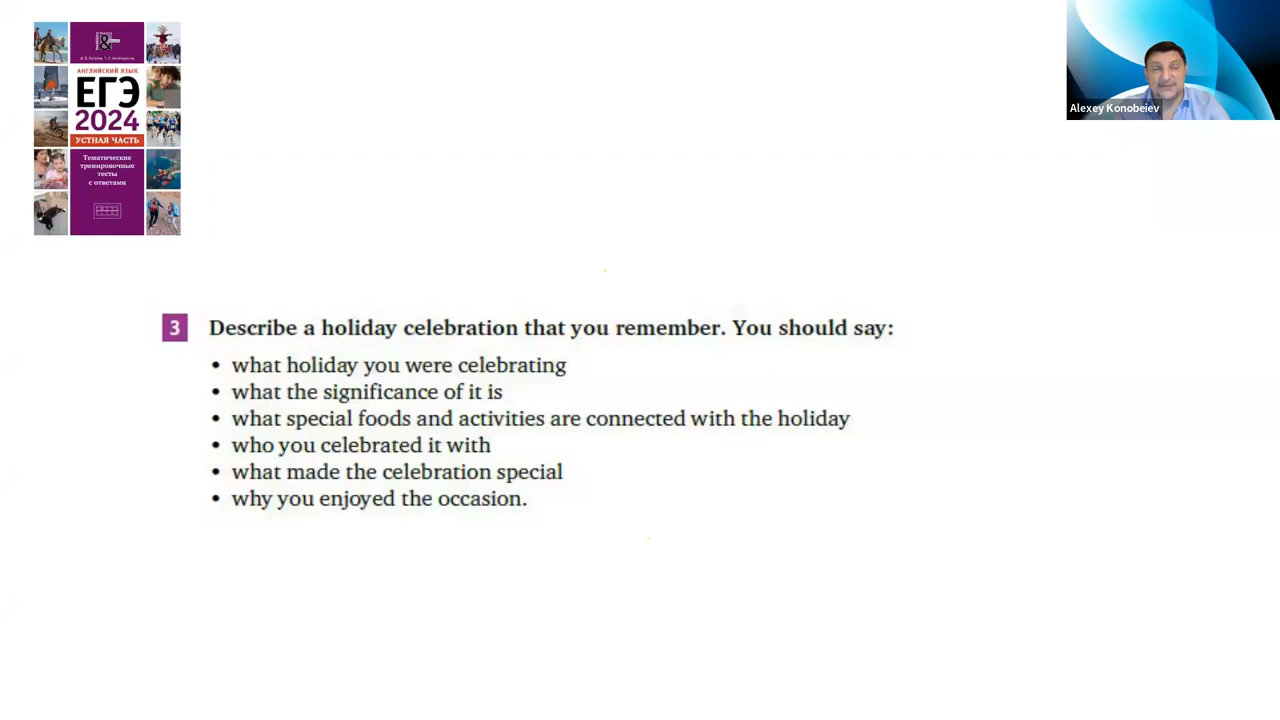 АНГЛИЙСКИЙ ЯЗЫК
ЕГЭ
2024
УСТНАЯ ЧАСТЬ
Тематические
тренировочные
тесты
с ответами
Alexey Konobeiev
3 Describe a holiday celebration that you remember. You should say:
• what holiday you were celebrating
• what the significance of it is
• what special foods and activities are connected with the holiday
• who you celebrated it with
• what made the celebration special
• why you enjoyed the occasion.